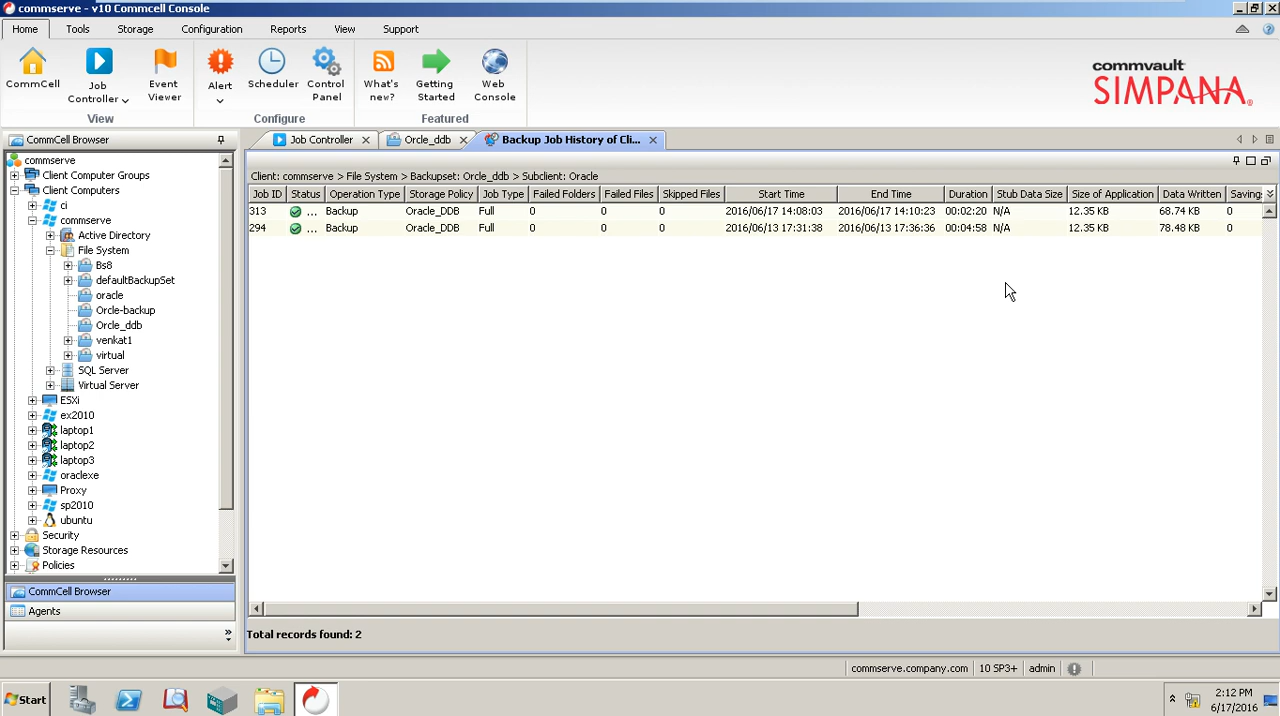 commserve - v10 Commcell Console
Home Tools Storage Configuration Reports View Support
CommCell Job Controller Event Viewer Alert Scheduler Control Panel What's new? Getting Started Web Console
View Configure Featured
commvault
SIMPANA
CommCell Browser
Job Controller Orcle_ddb Backup Job History of Cli...
commserve
Client Computer Groups
Client Computers
ci
commserve
Active Directory
File System
Bs8
defaultBackupSet
oracle
Orcle-backup
Orcle_ddb
venkat1
virtual
SQL Server
Virtual Server
ESXi
ex2010
laptop1
laptop2
laptop3
oraclexe
Proxy
sp2010
ubuntu
Security
Storage Resources
Policies
CommCell Browser
Agents
Client: commserve > File System > Backupset: Orcle_ddb > Subclient: Oracle
Job ID Status Operation Type Storage Policy Job Type Failed Folders Failed Files Skipped Files Start Time End Time Duration Stub Data Size Size of Application Data Written Saving
313 ... Backup Oracle_DDB Full 0 0 0 2016/06/17 14:08:03 2016/06/17 14:10:23 00:02:20 N/A 12.35 KB 68.74 KB 0
294 ... Backup Oracle_DDB Full 0 0 0 2016/06/13 17:31:38 2016/06/13 17:36:36 00:04:58 N/A 12.35 KB 78.48 KB 0
Total records found: 2
commserve.company.com 10 SP3+ admin
Start
2:12 PM
6/17/2016